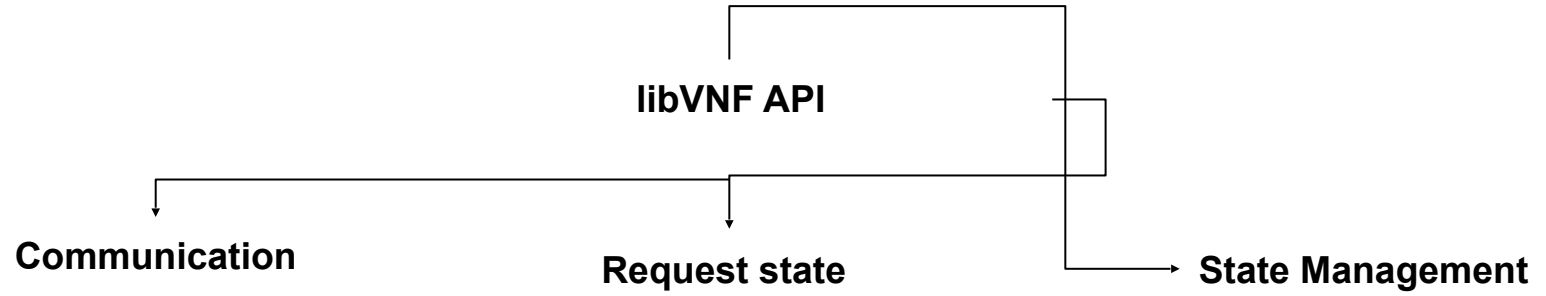 libVNF API
Communication
Request state
State Management